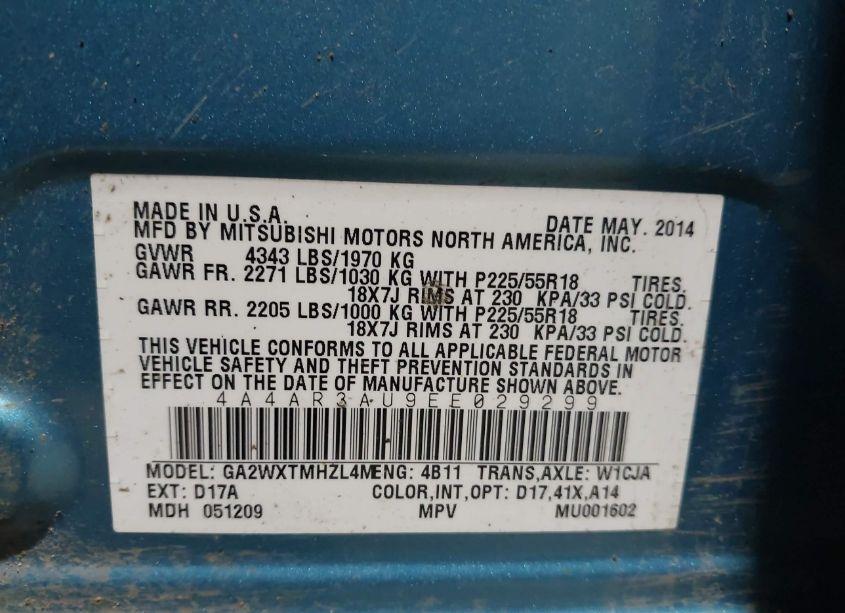 MADE IN U.S.A. DATE MAY. 2014
MFD BY MITSUBISHI MOTORS NORTH AMERICA, INC.
GVWR 4343 LBS/1970 KG
GAWR FR. 2271 LBS/1030 KG WITH P225/55R18 TIRES,
18X7J RIMS AT 230 KPA/33 PSI COLD.
GAWR RR. 2205 LBS/1000 KG WITH P225/55R18 TIRES,
18X7J RIMS AT 230 KPA/33 PSI COLD.
THIS VEHICLE CONFORMS TO ALL APPLICABLE FEDERAL MOTOR
VEHICLE SAFETY AND THEFT PREVENTION STANDARDS IN
EFFECT ON THE DATE OF MANUFACTURE SHOWN ABOVE.
4A4AR3AU9EE029299
MODEL: GA2WXTMHZL4M ENG: 4B11 TRANS,AXLE: W1CJA
EXT: D17A COLOR,INT,OPT: D17,41X,A14
MDH 051209 MPV MU001602